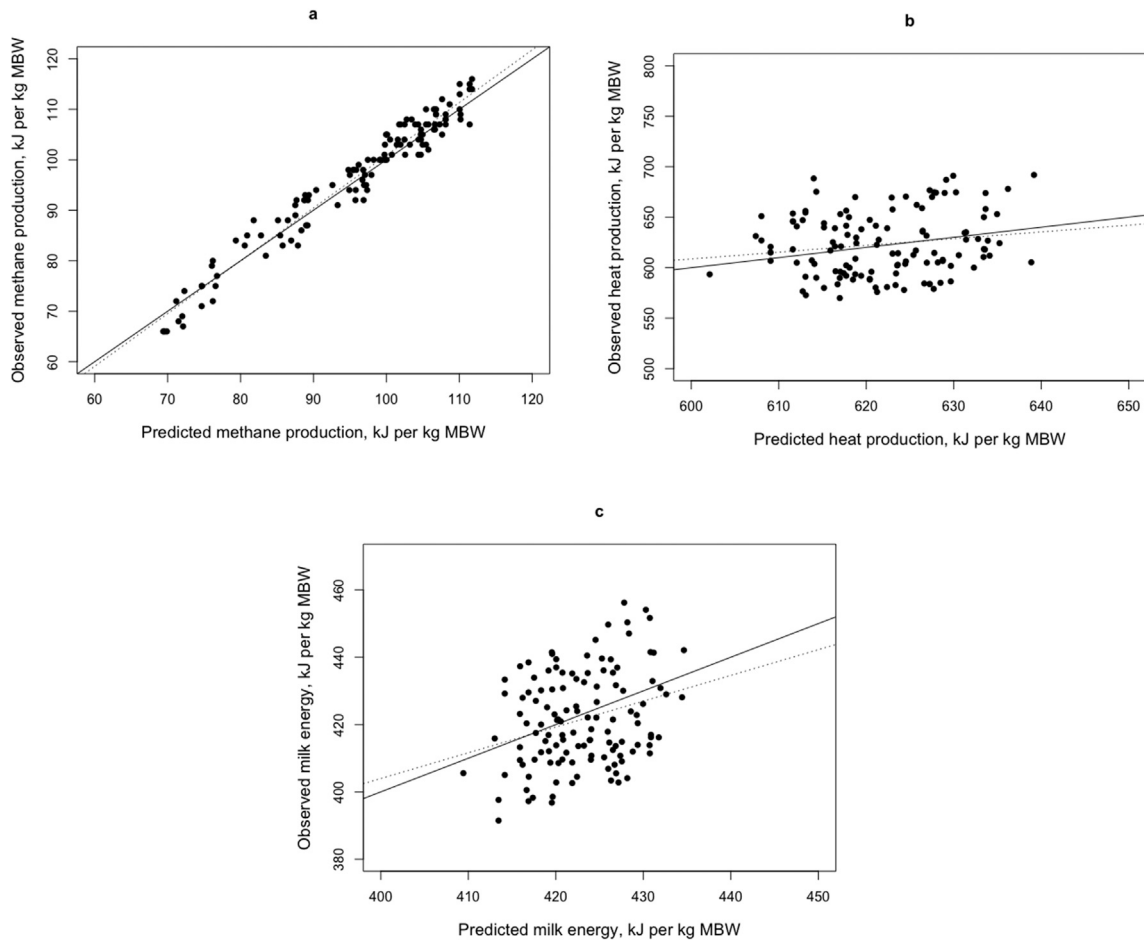 a
Observed methane production, kJ per kg MBW
120
110
100
90
80
70
60
60 70 80 90 100 110 120
Predicted methane production, kJ per kg MBW
b
Observed heat production, kJ per kg MBW
800
750
700
650
600
550
500
600 610 620 630 640 650
Predicted heat production, kJ per kg MBW
c
Observed milk energy, kJ per kg MBW
460
440
420
400
380
400 410 420 430 440 450
Predicted milk energy, kJ per kg MBW